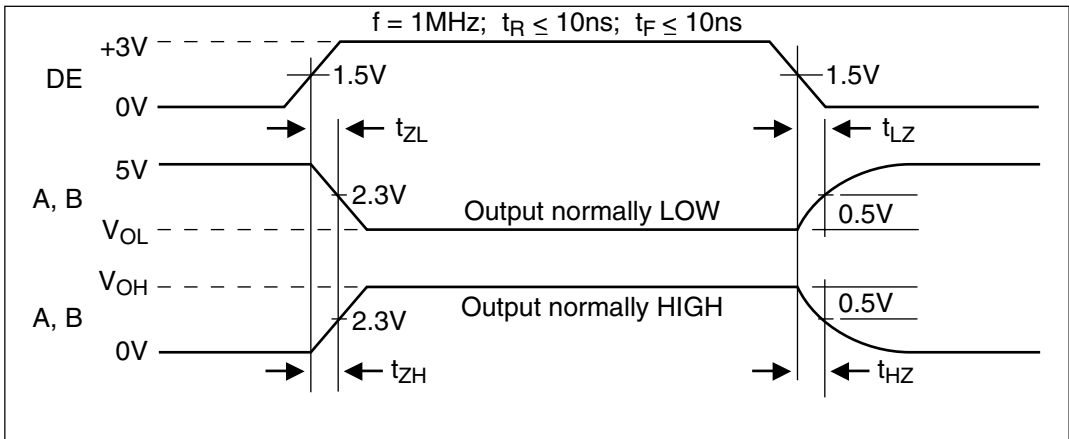 f = 1MHz; tR ≤ 10ns; tF ≤ 10ns
+3V
DE
1.5V
1.5V
0V
tZL
tLZ
5V
A, B
2.3V
Output normally LOW
0.5V
VOL
VOH
Output normally HIGH
0.5V
A, B
2.3V
0V
tZH
tHZ